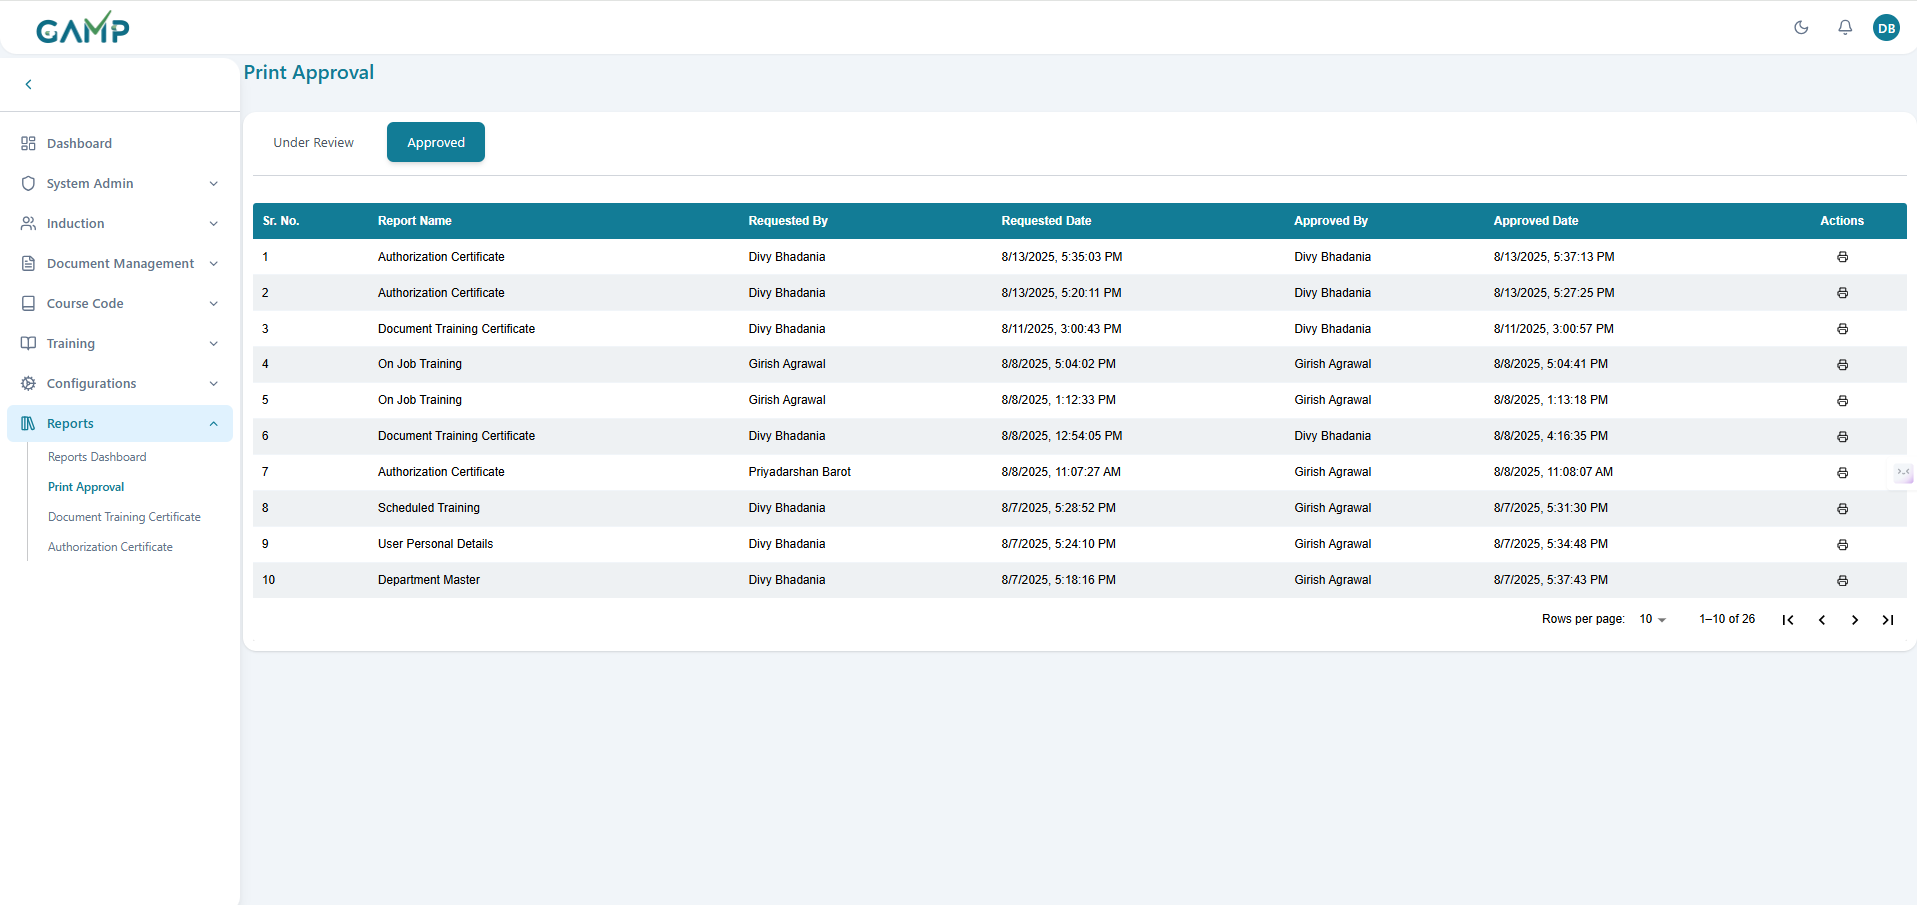 GAMP
DB
Print Approval
Dashboard
System Admin
Induction
Document Management
Course Code
Training
Configurations
Reports
Reports Dashboard
Print Approval
Document Training Certificate
Authorization Certificate
Under Review Approved
Sr. No. Report Name Requested By Requested Date Approved By Approved Date Actions
1 Authorization Certificate Divy Bhadania 8/13/2025, 5:35:03 PM Divy Bhadania 8/13/2025, 5:37:13 PM
2 Authorization Certificate Divy Bhadania 8/13/2025, 5:20:11 PM Divy Bhadania 8/13/2025, 5:27:25 PM
3 Document Training Certificate Divy Bhadania 8/11/2025, 3:00:43 PM Divy Bhadania 8/11/2025, 3:00:57 PM
4 On Job Training Girish Agrawal 8/8/2025, 5:04:02 PM Girish Agrawal 8/8/2025, 5:04:41 PM
5 On Job Training Girish Agrawal 8/8/2025, 1:12:33 PM Girish Agrawal 8/8/2025, 1:13:18 PM
6 Document Training Certificate Divy Bhadania 8/8/2025, 12:54:05 PM Divy Bhadania 8/8/2025, 4:16:35 PM
7 Authorization Certificate Priyadarshan Barot 8/8/2025, 11:07:27 AM Girish Agrawal 8/8/2025, 11:08:07 AM
8 Scheduled Training Divy Bhadania 8/7/2025, 5:28:52 PM Girish Agrawal 8/7/2025, 5:31:30 PM
9 User Personal Details Divy Bhadania 8/7/2025, 5:24:10 PM Girish Agrawal 8/7/2025, 5:34:48 PM
10 Department Master Divy Bhadania 8/7/2025, 5:18:16 PM Girish Agrawal 8/7/2025, 5:37:43 PM
Rows per page: 10 1–10 of 26